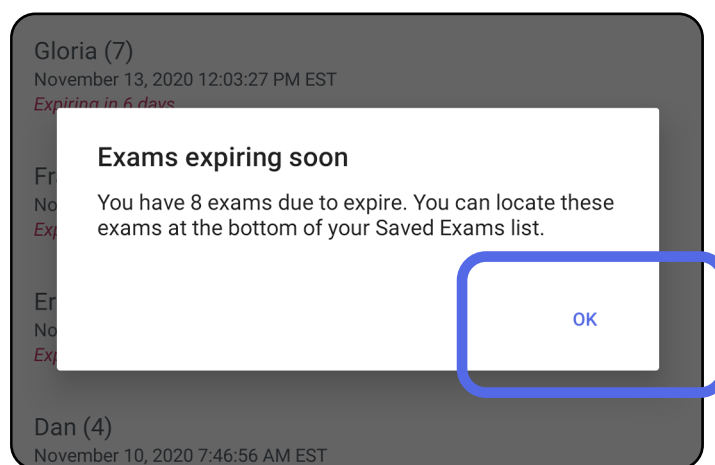 Gloria (7)
November 13, 2020 12:03:27 PM EST
Expiring in 6 days
Exams expiring soon
You have 8 exams due to expire. You can locate these
exams at the bottom of your Saved Exams list.
OK
Dan (4)
November 10, 2020 7:46:56 AM EST